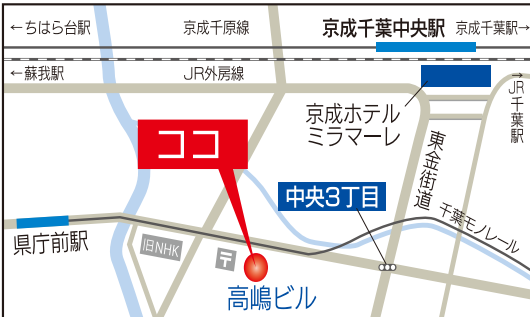 ←ちはら台駅
京成千原線
京成千葉中央駅
京成千葉駅→
←蘇我駅
JR外房線
→
JR千葉駅
京成ホテル
ミラマーレ
東金街道
ココ
中央3丁目
千葉モノレール
県庁前駅
旧NHK
〒
高嶋ビル